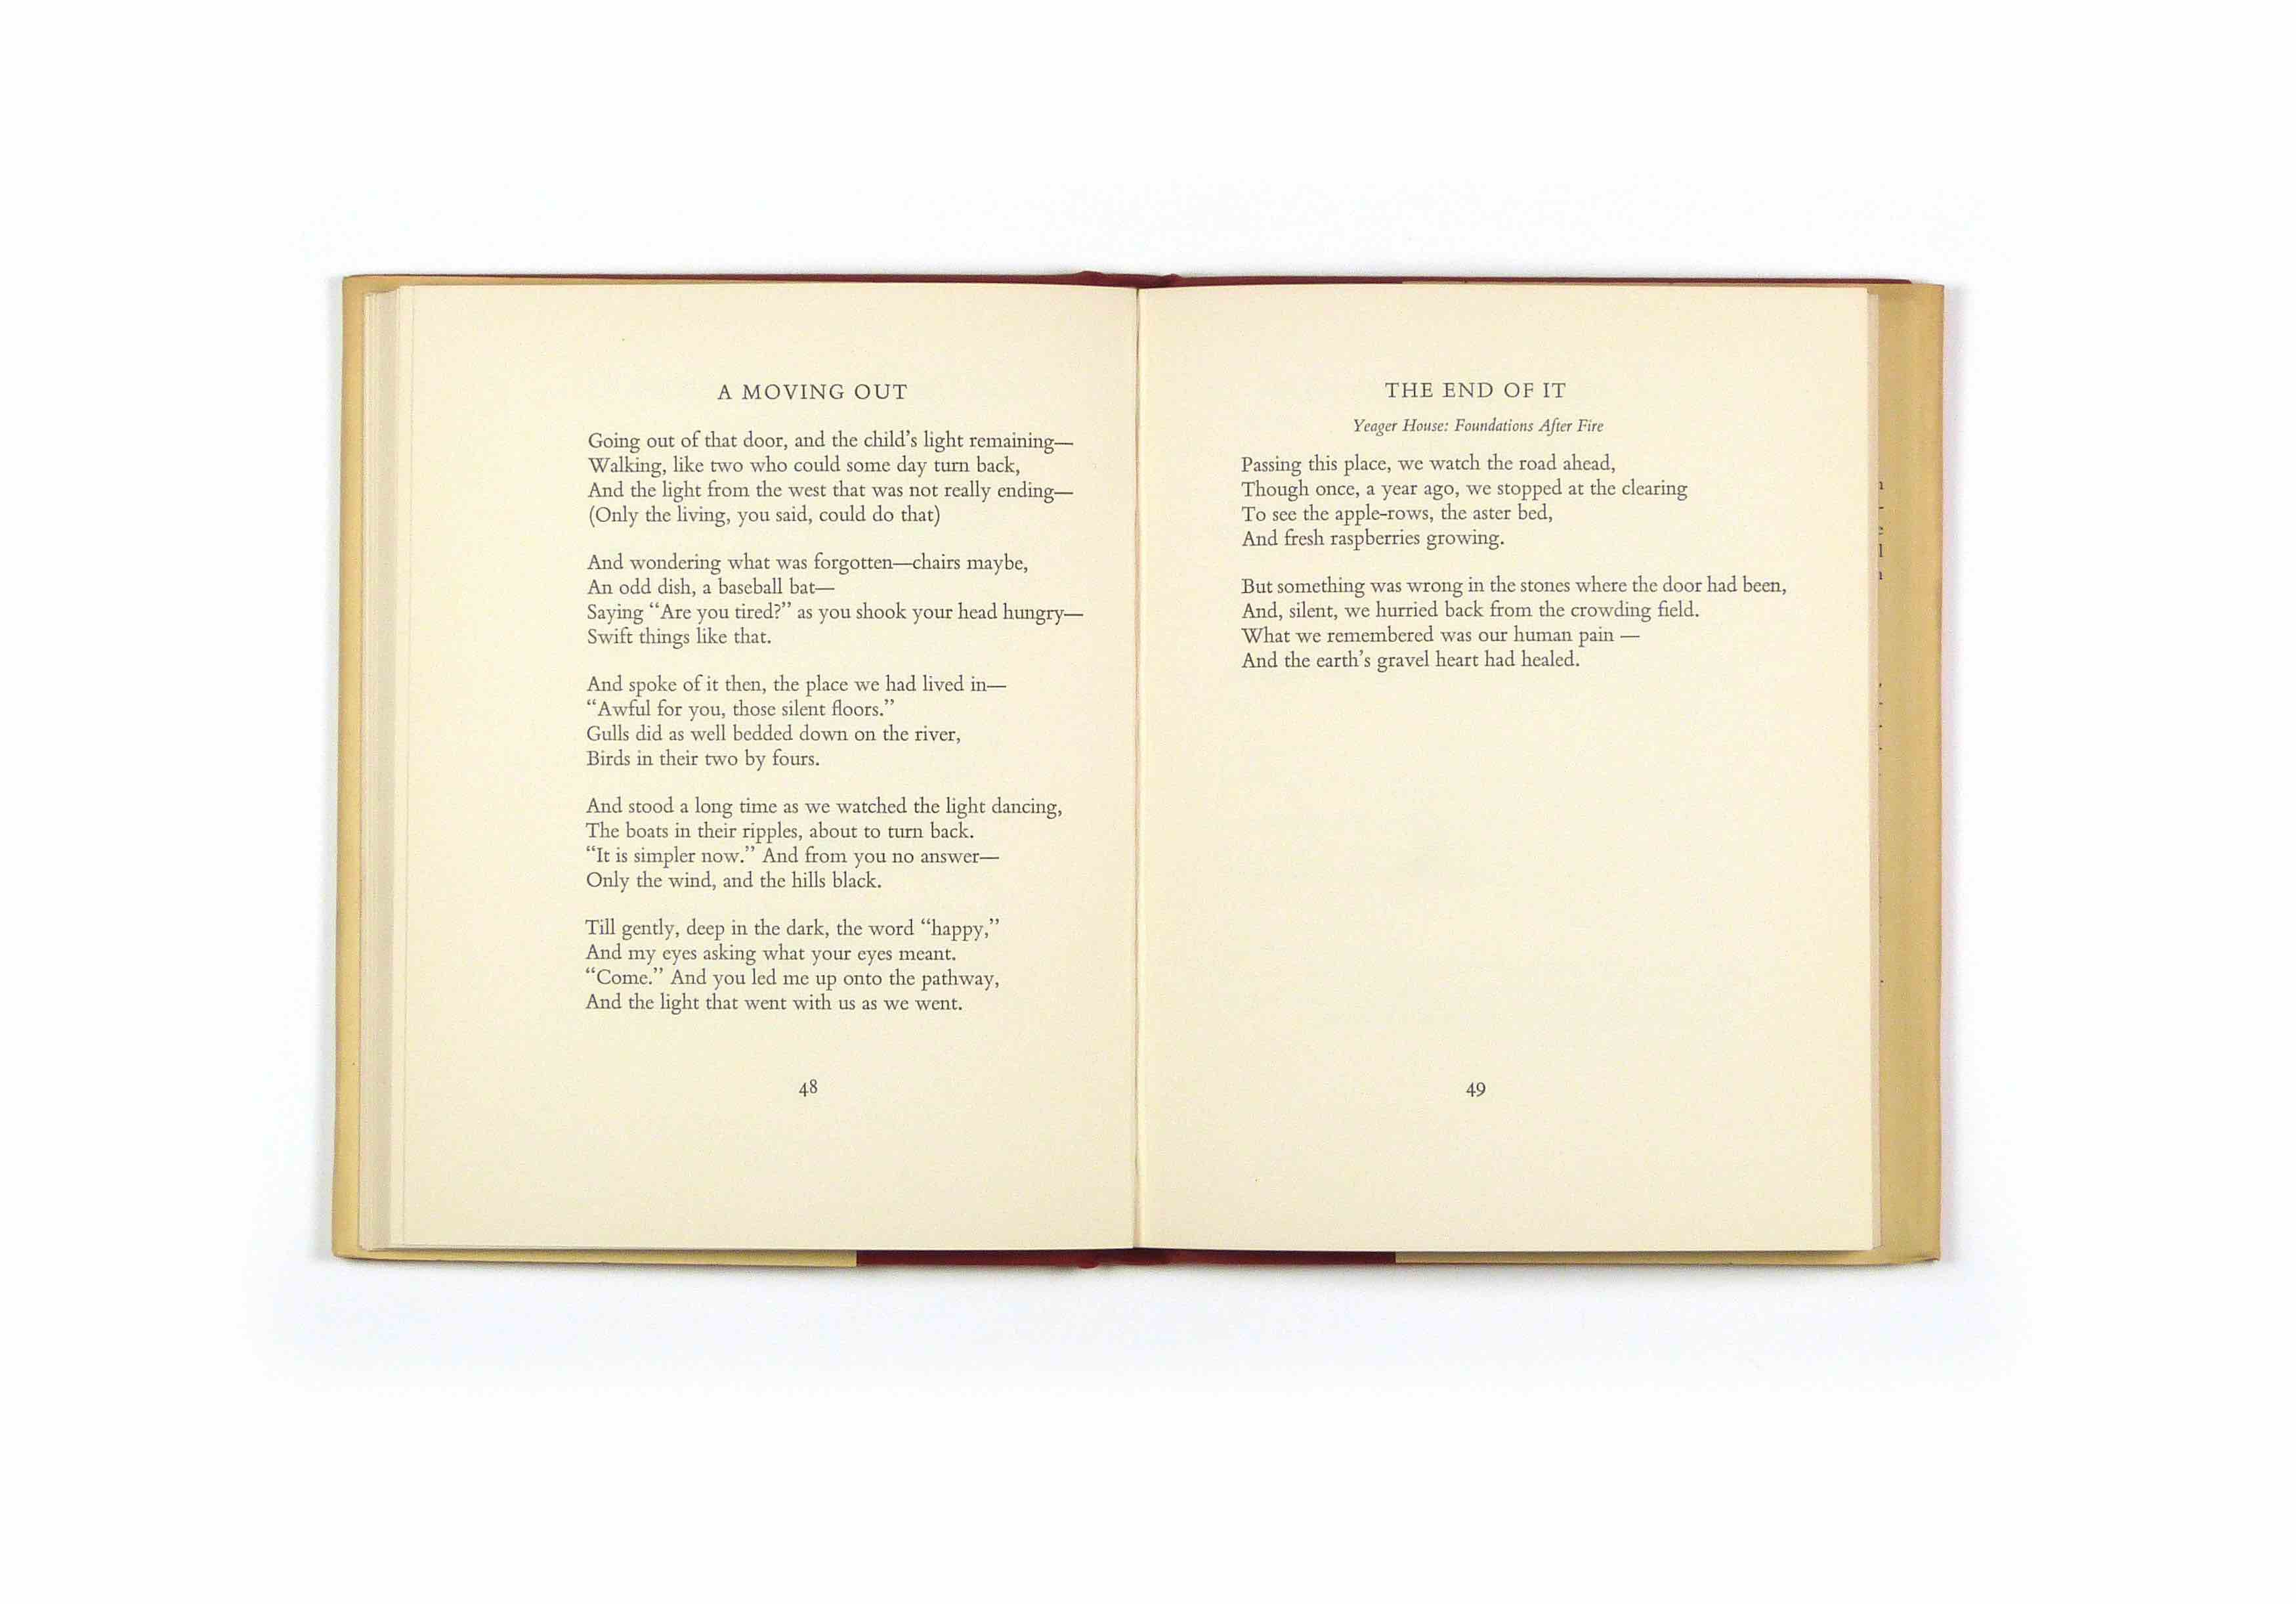 A MOVING OUT
Going out of that door, and the child’s light remaining—
Walking, like two who could some day turn back,
And the light from the west that was not really ending—
(Only the living, you said, could do that)
And wondering what was forgotten—chairs maybe,
An odd dish, a baseball bat—
Saying “Are you tired?” as you shook your head hungry—
Swift things like that.
And spoke of it then, the place we had lived in—
“Awful for you, those silent floors.”
Gulls did as well bedded down on the river,
Birds in their two by fours.
And stood a long time as we watched the light dancing,
The boats in their ripples, about to turn back.
“It is simpler now.” And from you no answer—
Only the wind, and the hills black.
Till gently, deep in the dark, the word “happy,”
And my eyes asking what your eyes meant.
“Come.” And you led me up onto the pathway,
And the light that went with us as we went.
48
THE END OF IT
Yeager House: Foundations After Fire
Passing this place, we watch the road ahead,
Though once, a year ago, we stopped at the clearing
To see the apple-rows, the aster bed,
And fresh raspberries growing.
But something was wrong in the stones where the door had been,
And, silent, we hurried back from the crowding field.
What we remembered was our human pain —
And the earth’s gravel heart had healed.
49